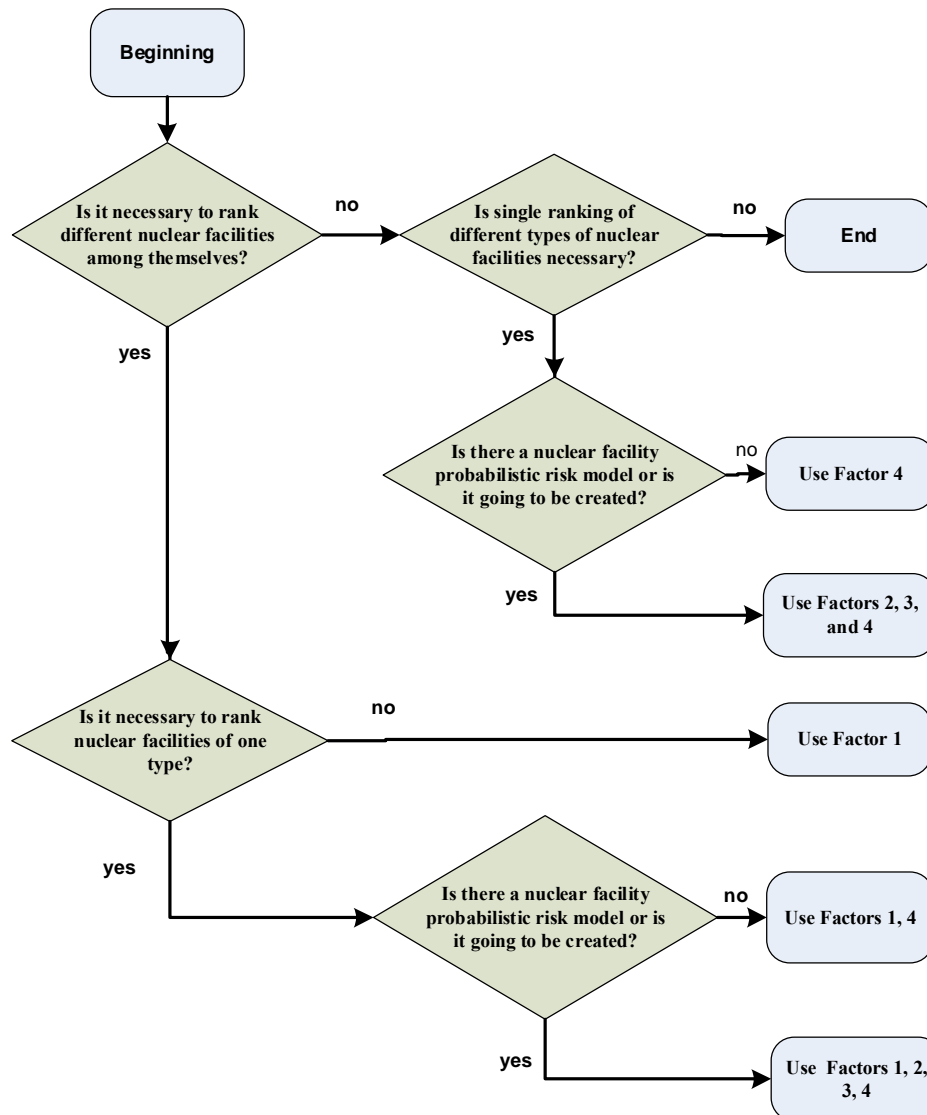 Beginning
Is it necessary to rank
different nuclear facilities
among themselves?
no
Is single ranking of
different types of nuclear
facilities necessary?
no
End
yes
yes
Is there a nuclear facility
probabilistic risk model or is
it going to be created?
no
Use Factor 4
yes
Use Factors 2, 3,
and 4
Is it necessary to rank
nuclear facilities of one
type?
no
Use Factor 1
yes
Is there a nuclear facility
probabilistic risk model or is
it going to be created?
no
Use Factors 1, 4
yes
Use Factors 1, 2,
3, 4